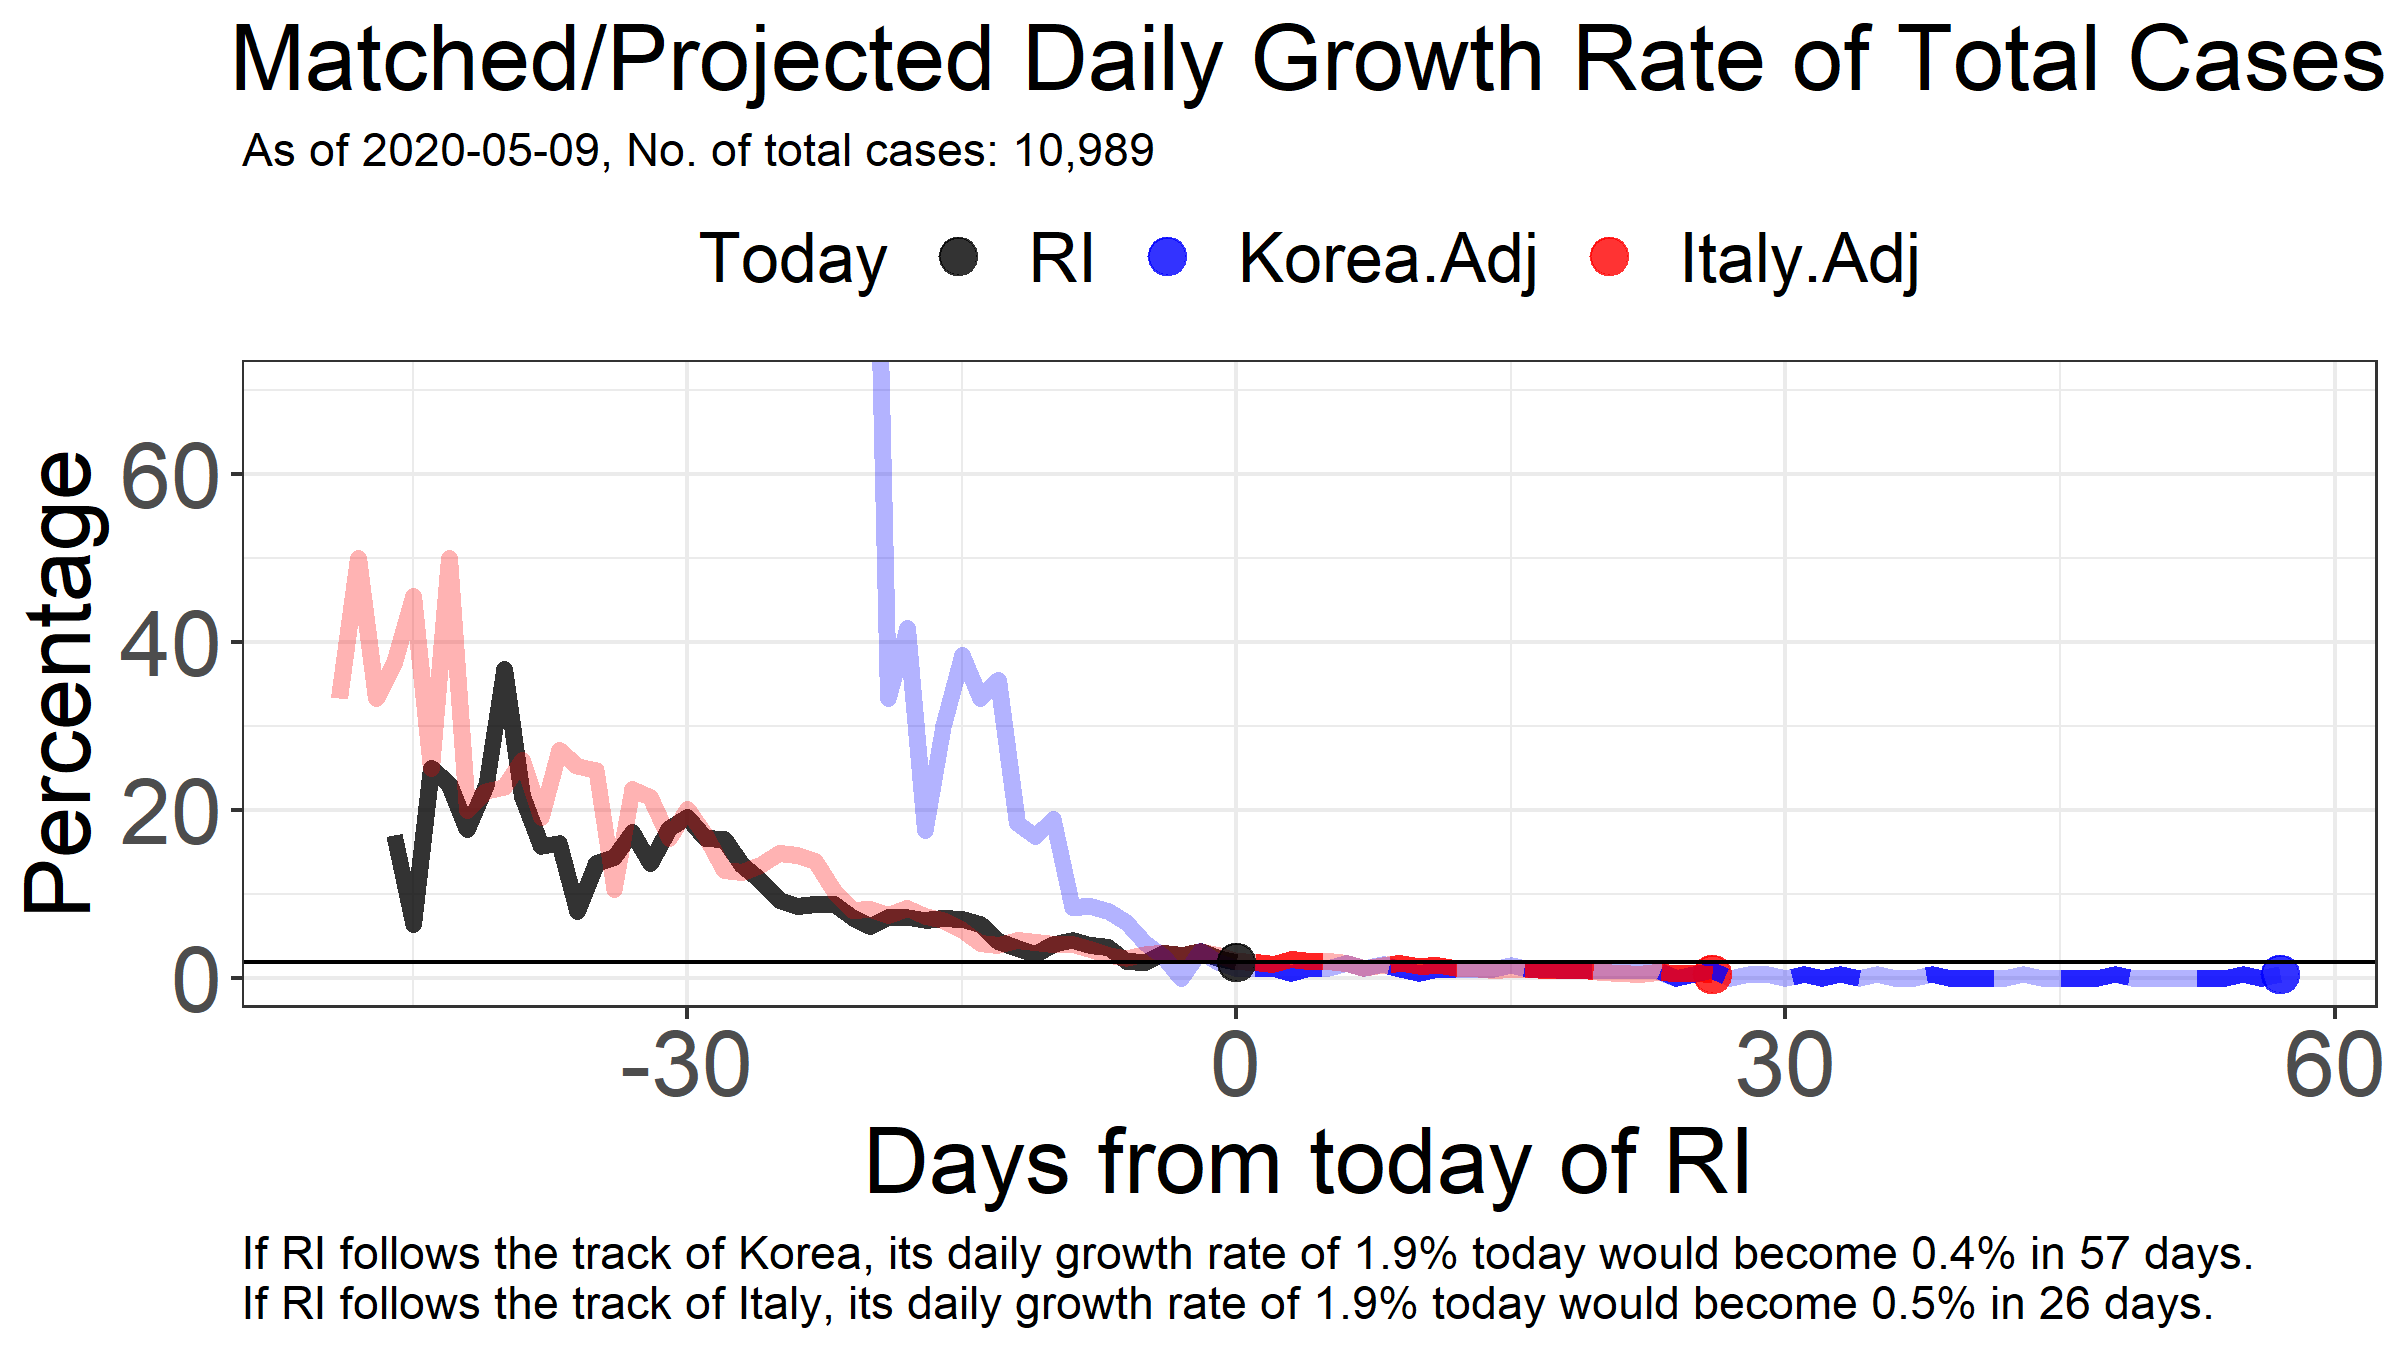 Matched/Projected Daily Growth Rate of Total Cases
As of 2020-05-09, No. of total cases: 10,989
Today RI Korea.Adj Italy.Adj
Percentage
60
40
20
0
-30 0 30 60
Days from today of RI
If RI follows the track of Korea, its daily growth rate of 1.9% today would become 0.4% in 57 days.
If RI follows the track of Italy, its daily growth rate of 1.9% today would become 0.5% in 26 days.